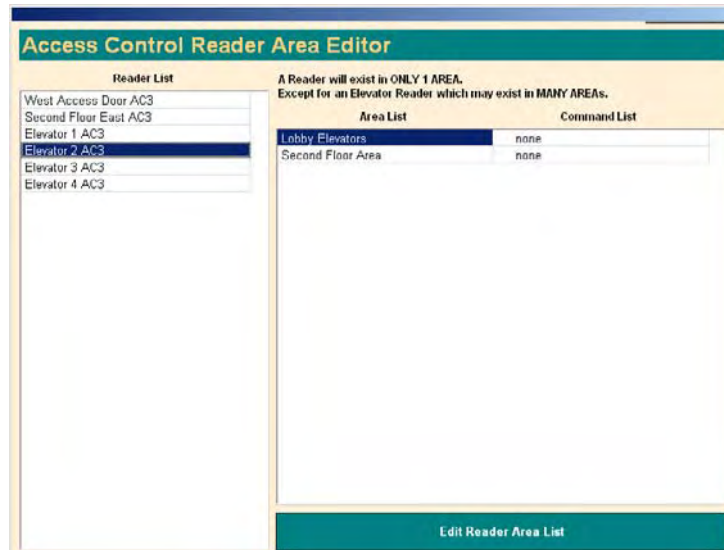 Access Control Reader Area Editor
Reader List
West Access Door AC3
Second Floor East AC3
Elevator 1 AC3
Elevator 2 AC3
Elevator 3 AC3
Elevator 4 AC3
A Reader will exist in ONLY 1 AREA.
Except for an Elevator Reader which may exist in MANY AREAs.
Area List Command List
Lobby Elevators none
Second Floor Area none
Edit Reader Area List